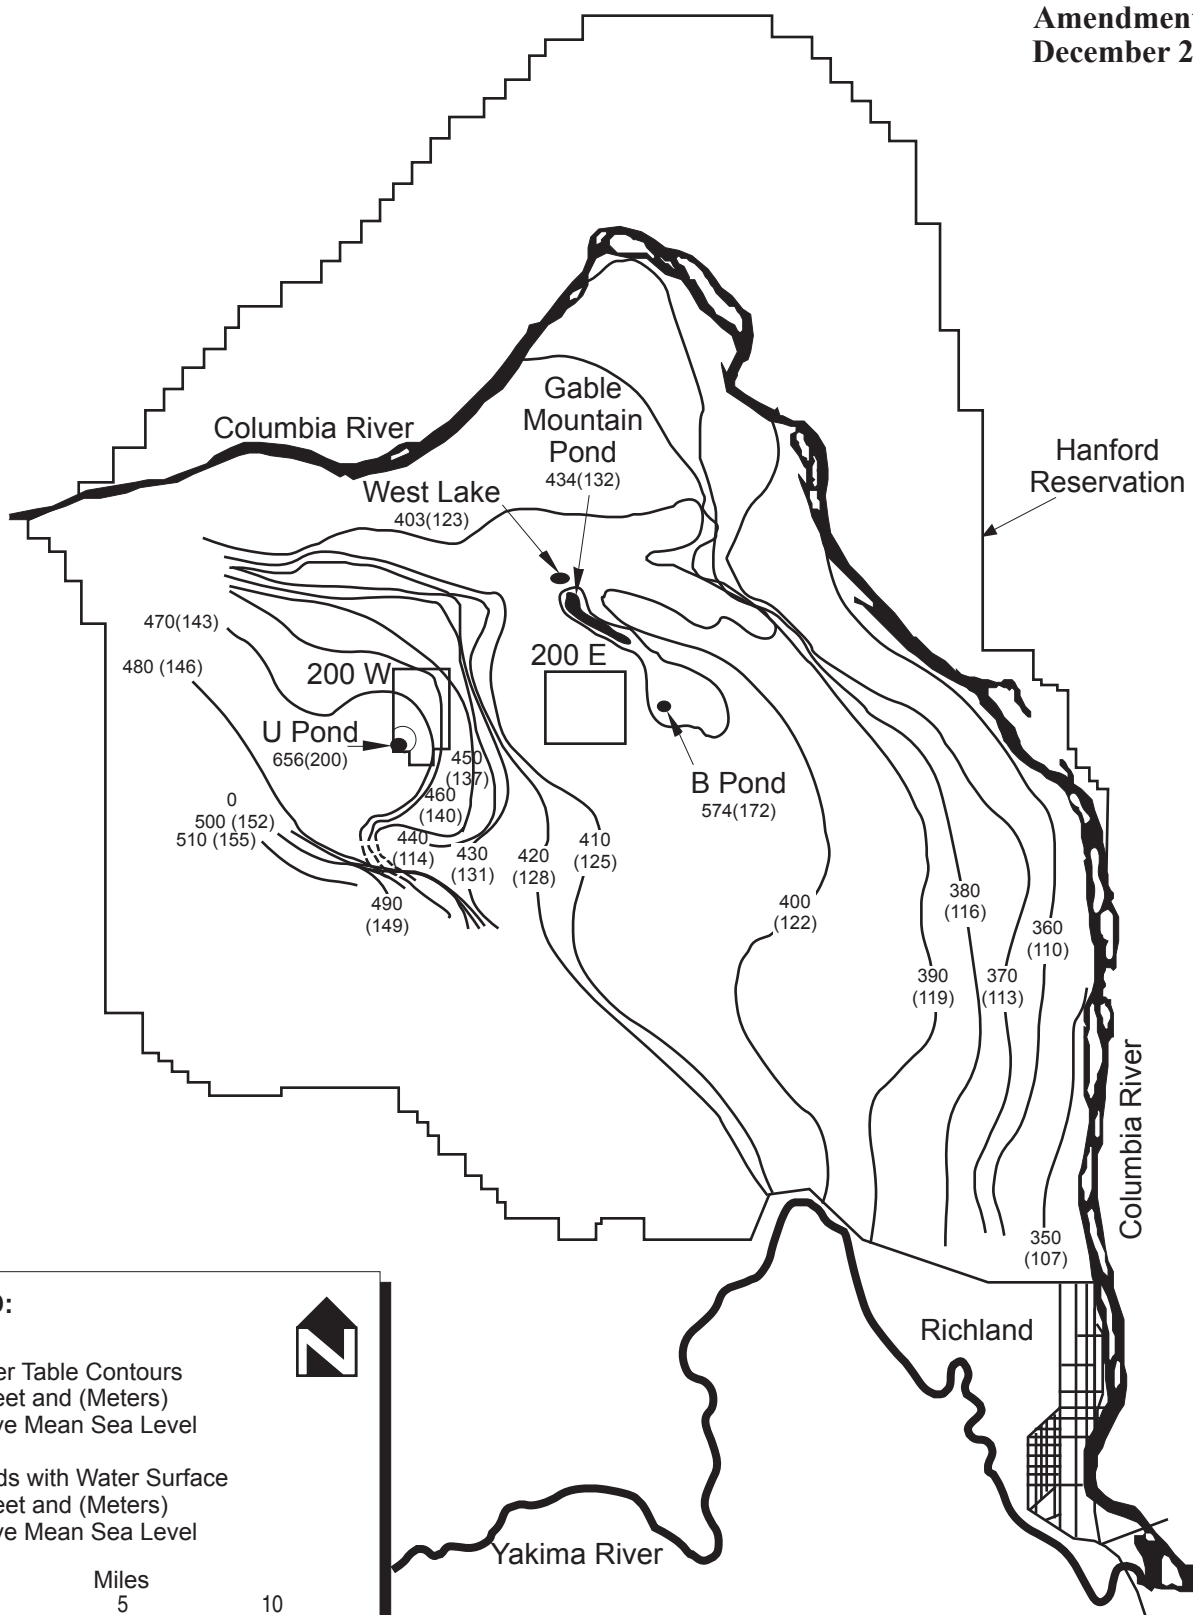 Amendment
December 2
Columbia River
Gable
Mountain
Pond
434(132)
West Lake
403(123)
Hanford
Reservation
470(143)
480 (146)
200 W
200 E
U Pond
656(200)
B Pond
574(172)
450
(137)
460
(140)
0
500 (152)
510 (155)
440
(114)
430
(131)
420
(128)
410
(125)
490
(149)
400
(122)
380
(116)
360
(110)
390
(119)
370
(113)
Columbia River
350
(107)
Richland
Yakima River
:
N
er Table Contours
eet and (Meters)
ve Mean Sea Level
ds with Water Surface
eet and (Meters)
ve Mean Sea Level
Miles
5 10